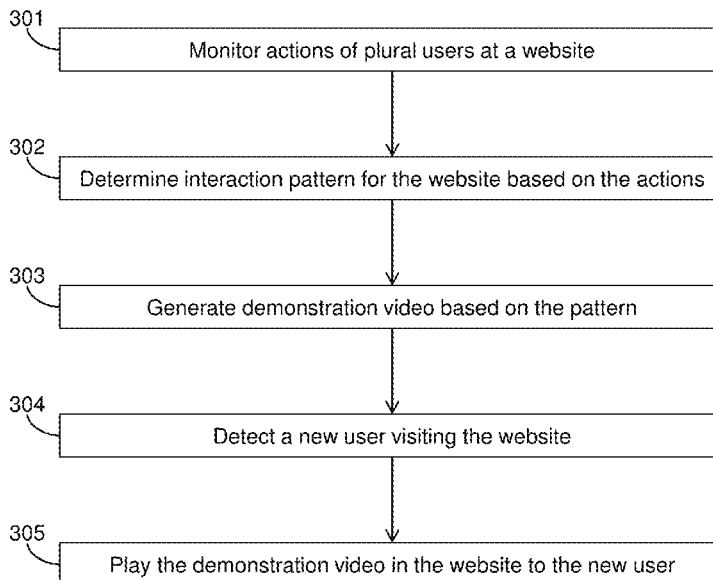 301
Monitor actions of plural users at a website
302
Determine interaction pattern for the website based on the actions
303
Generate demonstration video based on the pattern
304
Detect a new user visiting the website
305
Play the demonstration video in the website to the new user